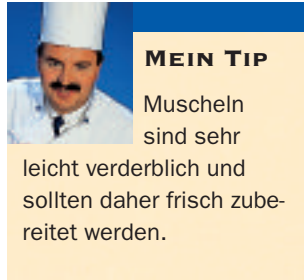 MEIN TIP
Muscheln
sind sehr
leicht verderblich und
sollten daher frisch zube-
reitet werden.